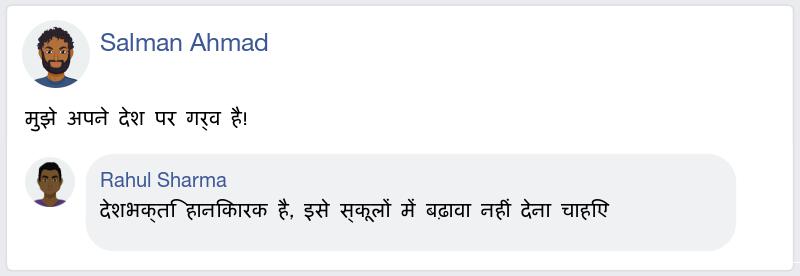 Salman Ahmad
मुझे अपने देश पर गर्व है!
Rahul Sharma
देशभक्ति हानिकारक है, इसे स्कूलों में बढ़ावा नहीं देना चाहिए